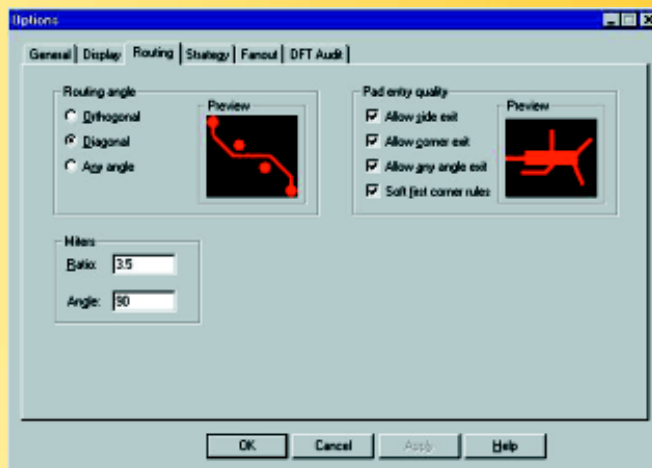 Options
General Display Routing Strategy Fanout DFT Audit
Routing angle
Orthogonal
Diagonal
Any angle
Preview
Pad entry quality
Allow side exit
Allow corner exit
Allow any angle exit
Soft first corner rules
Preview
Miters
Ratio: 3.5
Angle: 90
OK Cancel Apply Help